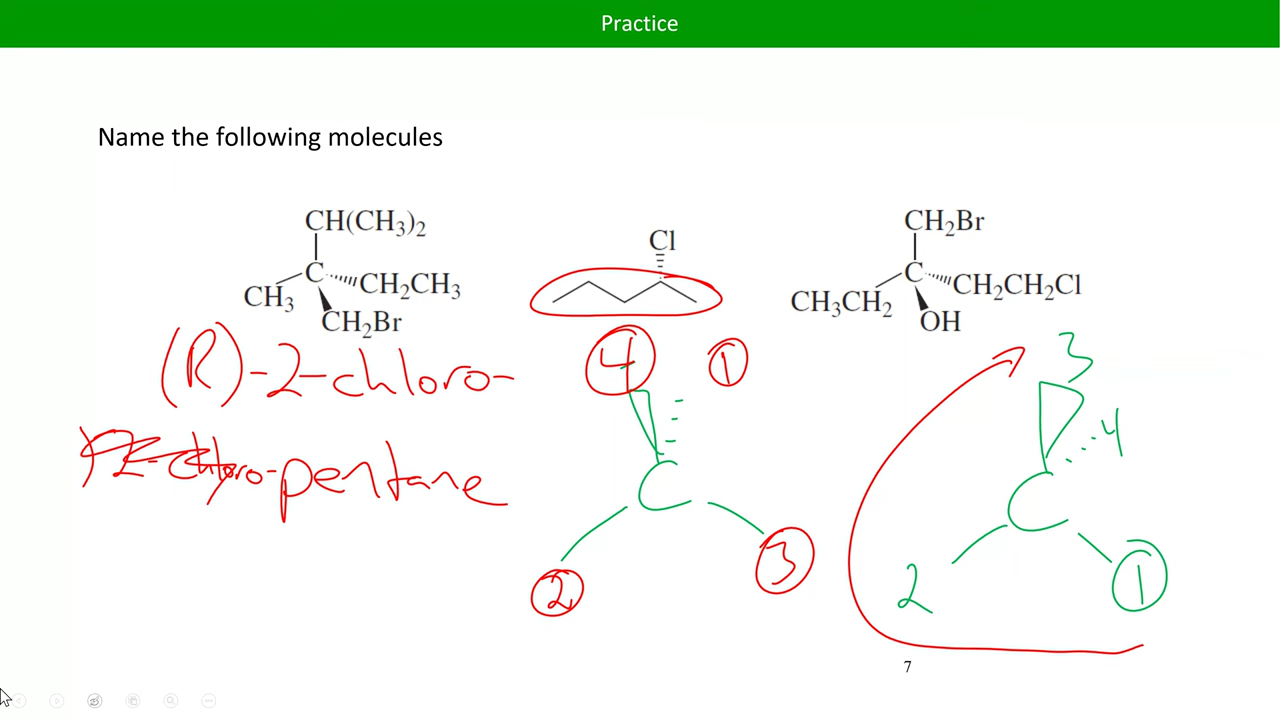 Practice
Name the following molecules
CH(CH₃)₂
C
CH₂CH₃
CH₃
CH₂Br
Cl
CH₂Br
C
CH₂CH₂Cl
CH₃CH₂
OH
(R)-2-chloro-
pentane
4
1
C
2
3
3
4
C
2
1
7